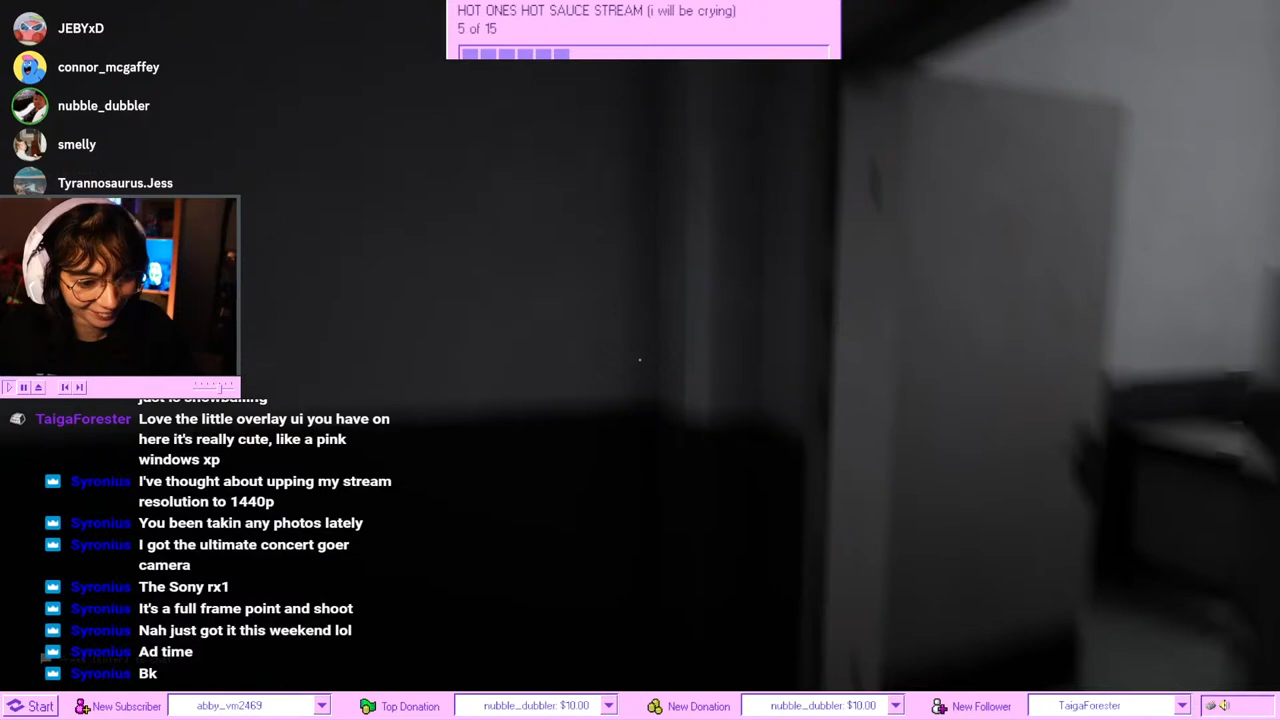 HOT ONES HOT SAUCE STREAM (i will be crying)
5 of 15
JEBYxD
connor_mcgaffey
nubble_dubbler
smelly
Tyrannosaurus.Jess
just is snowballing
TaigaForester Love the little overlay ui you have on
here it's really cute, like a pink
windows xp
Syronius I've thought about upping my stream
resolution to 1440p
Syronius You been takin any photos lately
Syronius I got the ultimate concert goer
camera
Syronius The Sony rx1
Syronius It's a full frame point and shoot
Syronius Nah just got it this weekend lol
Syronius Ad time
Syronius Bk
Start New Subscriber abby_vm2469 Top Donation nubble_dubbler: $10.00 New Donation nubble_dubbler: $10.00 New Follower TaigaForester